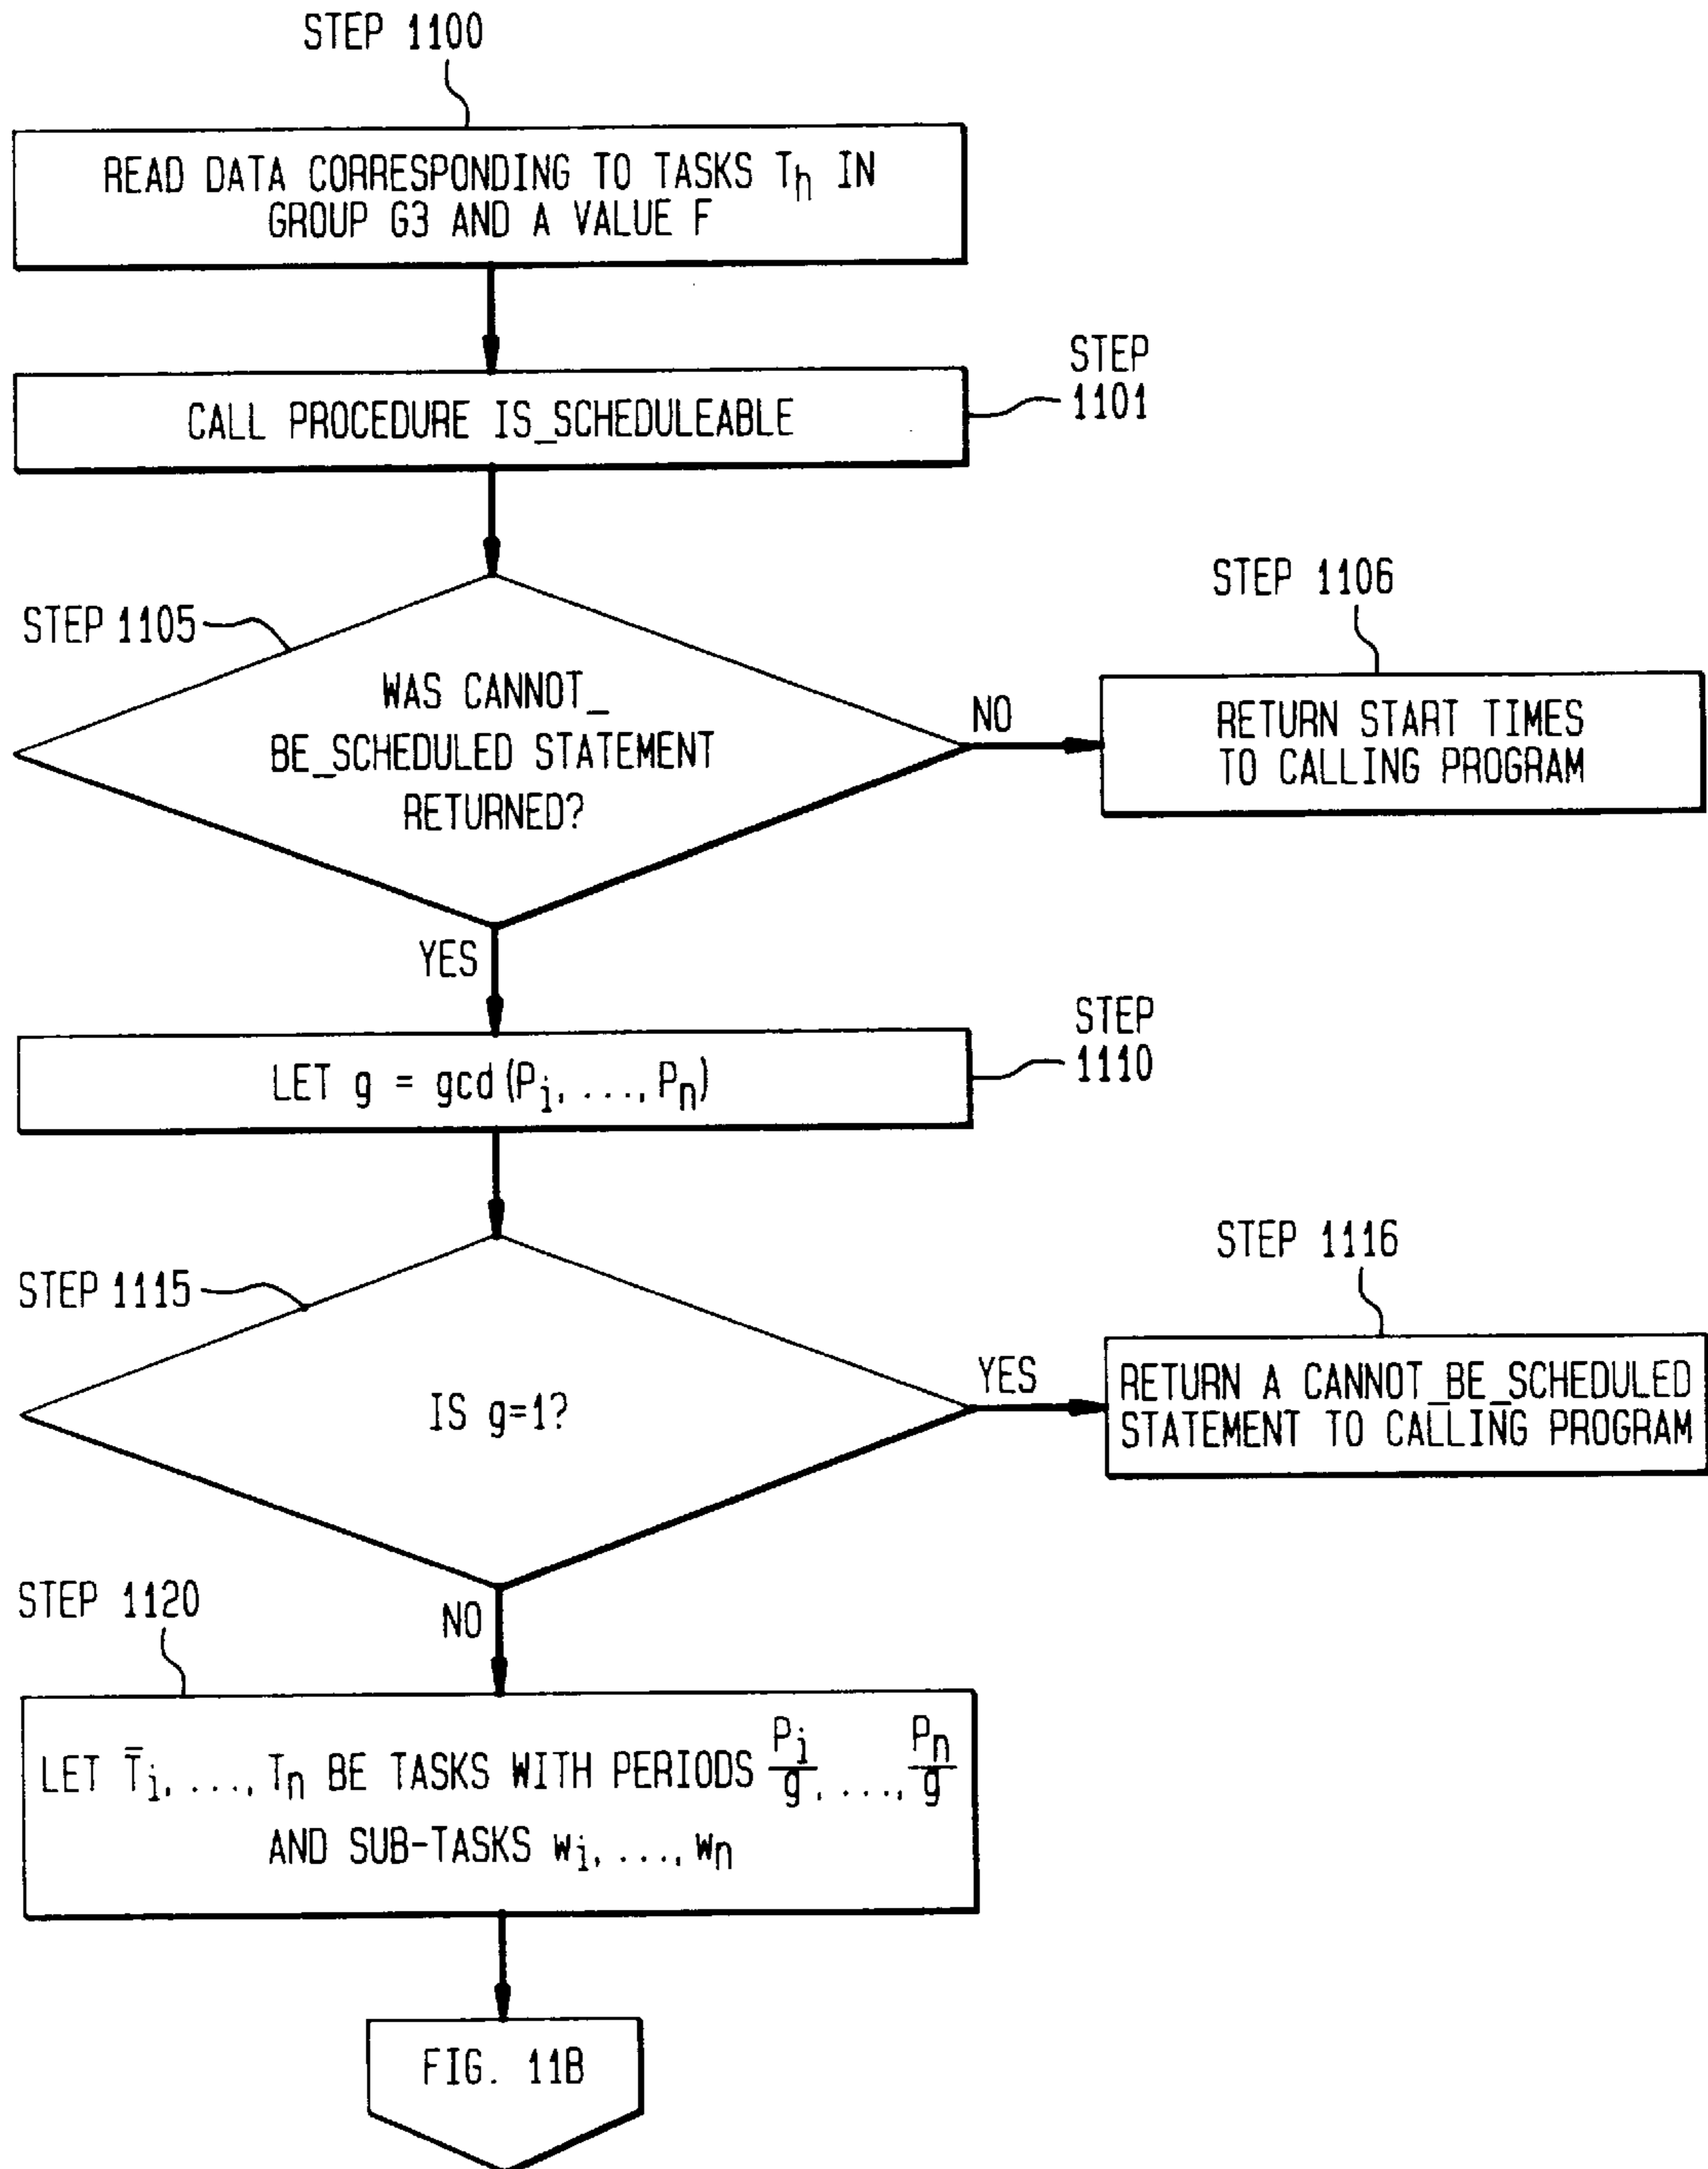 STEP 1100
READ DATA CORRESPONDING TO TASKS Th IN
GROUP G3 AND A VALUE F
STEP
1101
CALL PROCEDURE IS_SCHEDULEABLE
STEP 1105
WAS CANNOT_
BE_SCHEDULED STATEMENT
RETURNED?
NO
STEP 1106
RETURN START TIMES
TO CALLING PROGRAM
YES
STEP
1110
LET g = gcd(Pi, ..., Pn)
STEP 1115
IS g=1?
YES
STEP 1116
RETURN A CANNOT_BE_SCHEDULED
STATEMENT TO CALLING PROGRAM
NO
STEP 1120
LET T̄i, ..., Tn BE TASKS WITH PERIODS Pi/g, ..., Pn/g
AND SUB-TASKS wi, ..., wn
FIG. 11B